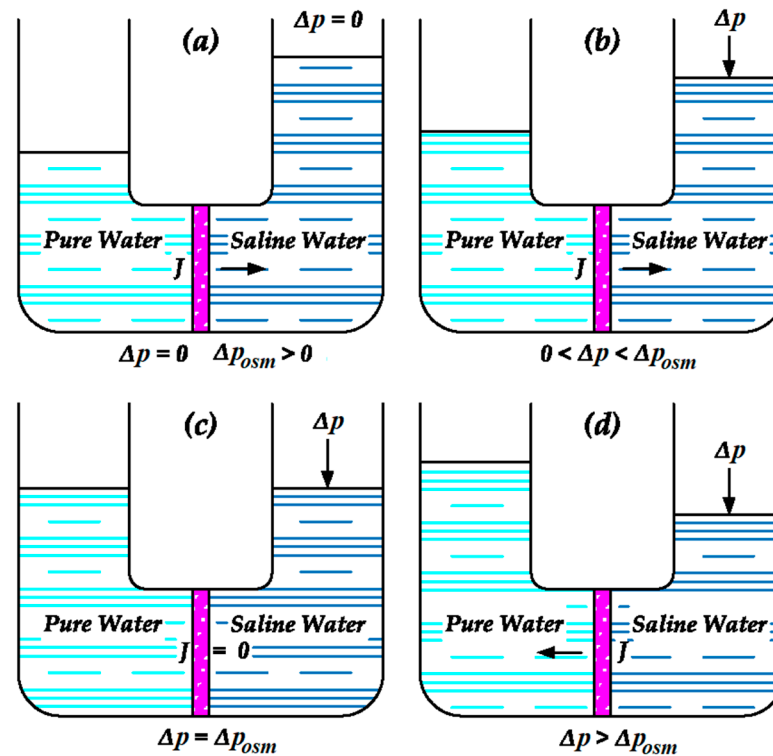 (a)
Δp = 0
Pure Water
Saline Water
J
Δp = 0 Δp_osm > 0
(b)
Δp
Pure Water
Saline Water
J
0 < Δp < Δp_osm
(c)
Δp
Pure Water
Saline Water
J = 0
Δp = Δp_osm
(d)
Δp
Pure Water
Saline Water
J
Δp > Δp_osm